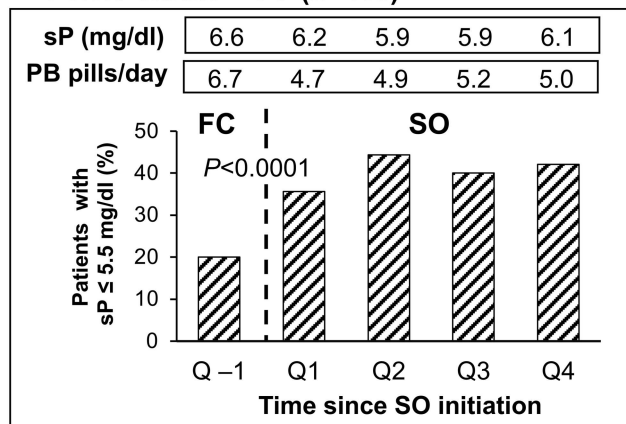 sP (mg/dl) 6.6 6.2 5.9 5.9 6.1
PB pills/day 6.7 4.7 4.9 5.2 5.0
FC SO
P<0.0001
Patients with
sP ≤ 5.5 mg/dl (%)
50
40
30
20
10
0
Q –1 Q1 Q2 Q3 Q4
Time since SO initiation